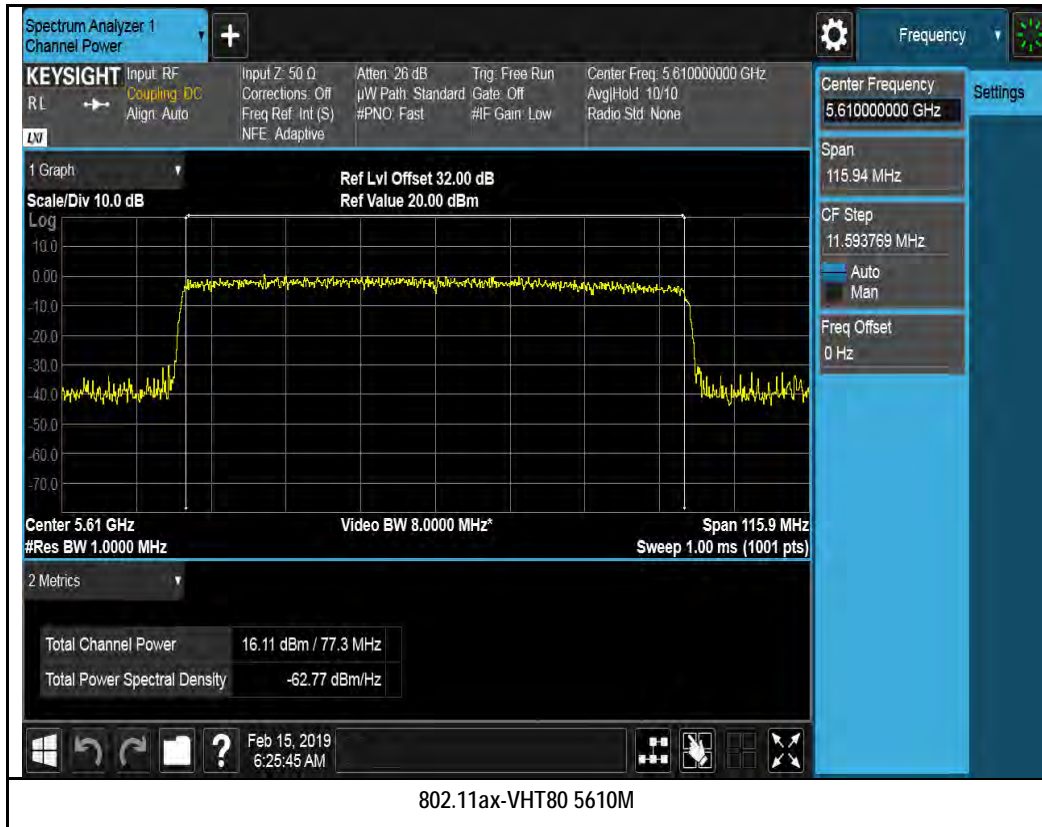 Spectrum Analyzer 1
Channel Power
+
Frequency
KEYSIGHT
R L
LXI
Input: RF
Coupling: DC
Align: Auto
Input Z: 50 Ω
Corrections: Off
Freq Ref: Int (S)
NFE: Adaptive
Atten: 26 dB
µW Path: Standard
#PNO: Fast
Trig: Free Run
Gate: Off
#IF Gain: Low
Center Freq: 5.610000000 GHz
Avg|Hold: 10/10
Radio Std: None
Center Frequency
5.610000000 GHz
Settings
Span
115.94 MHz
CF Step
11.593769 MHz
Auto
Man
Freq Offset
0 Hz
1 Graph
Scale/Div 10.0 dB
Ref Lvl Offset 32.00 dB
Ref Value 20.00 dBm
Log
10.0
0.00
-10.0
-20.0
-30.0
-40.0
-50.0
-60.0
-70.0
Center 5.61 GHz
#Res BW 1.0000 MHz
Video BW 8.0000 MHz*
Span 115.9 MHz
Sweep 1.00 ms (1001 pts)
2 Metrics
Total Channel Power 16.11 dBm / 77.3 MHz
Total Power Spectral Density -62.77 dBm/Hz
?
Feb 15, 2019
6:25:45 AM
802.11ax-VHT80 5610M